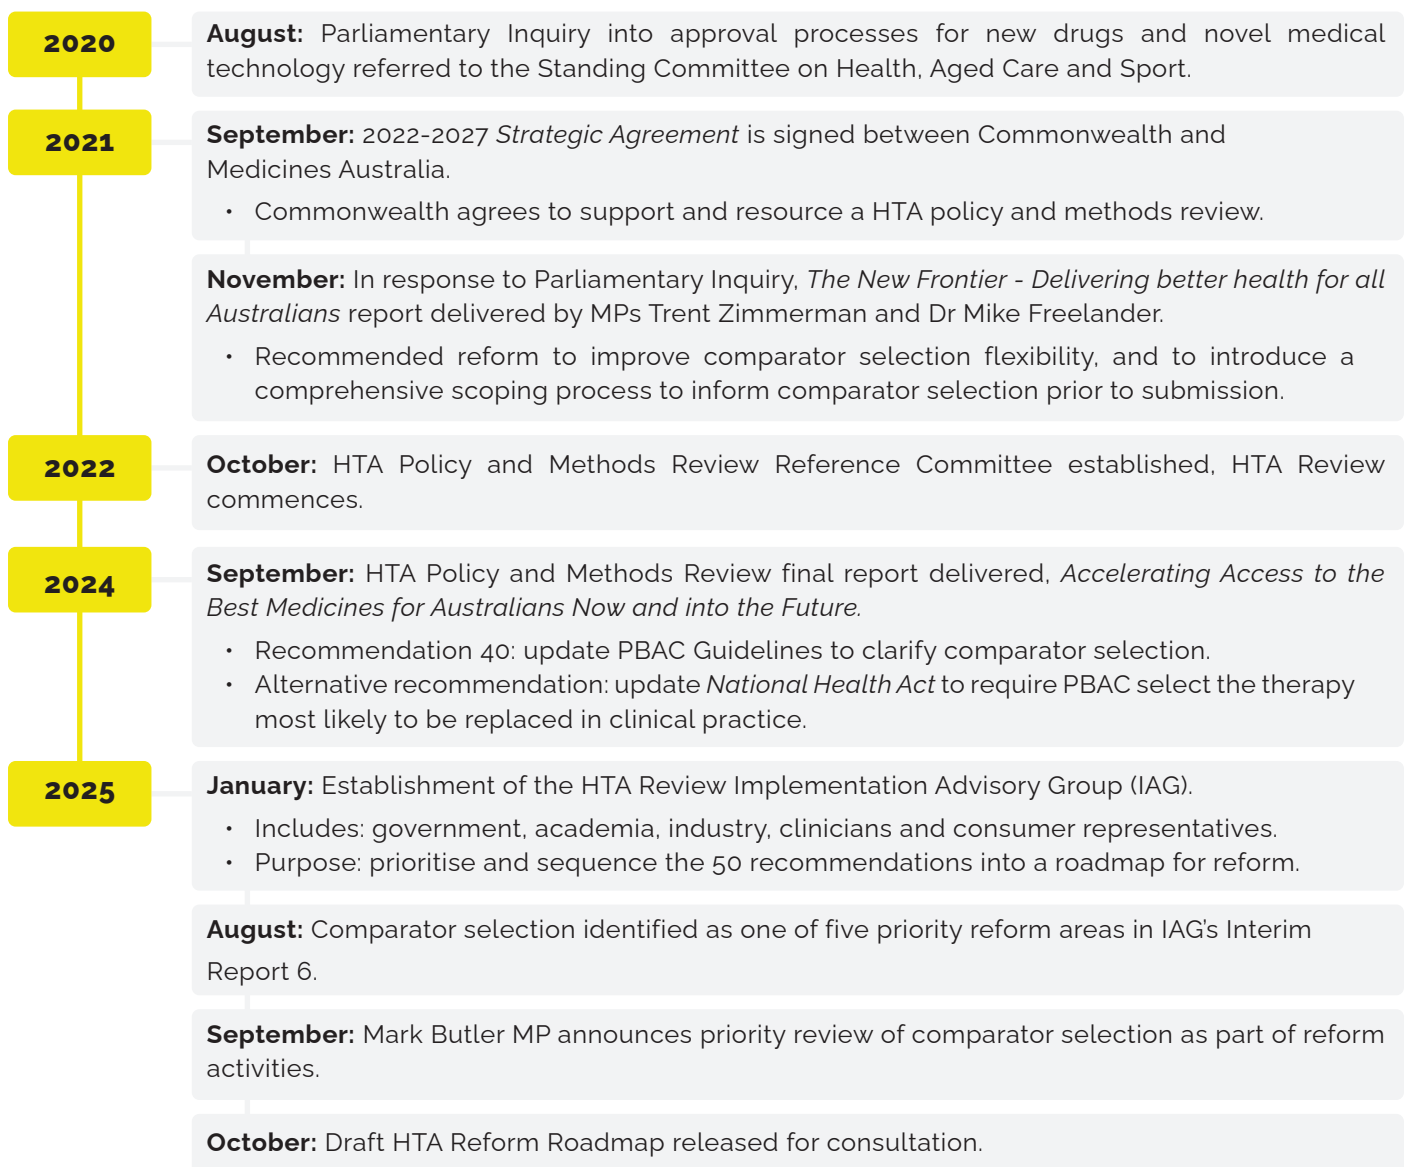 2020
August: Parliamentary Inquiry into approval processes for new drugs and novel medical
technology referred to the Standing Committee on Health, Aged Care and Sport.
2021
September: 2022-2027 Strategic Agreement is signed between Commonwealth and
Medicines Australia.
• Commonwealth agrees to support and resource a HTA policy and methods review.
November: In response to Parliamentary Inquiry, The New Frontier - Delivering better health for all
Australians report delivered by MPs Trent Zimmerman and Dr Mike Freelander.
• Recommended reform to improve comparator selection flexibility, and to introduce a
comprehensive scoping process to inform comparator selection prior to submission.
2022
October: HTA Policy and Methods Review Reference Committee established, HTA Review
commences.
2024
September: HTA Policy and Methods Review final report delivered, Accelerating Access to the
Best Medicines for Australians Now and into the Future.
• Recommendation 40: update PBAC Guidelines to clarify comparator selection.
• Alternative recommendation: update National Health Act to require PBAC select the therapy
most likely to be replaced in clinical practice.
2025
January: Establishment of the HTA Review Implementation Advisory Group (IAG).
• Includes: government, academia, industry, clinicians and consumer representatives.
• Purpose: prioritise and sequence the 50 recommendations into a roadmap for reform.
August: Comparator selection identified as one of five priority reform areas in IAG's Interim
Report 6.
September: Mark Butler MP announces priority review of comparator selection as part of reform
activities.
October: Draft HTA Reform Roadmap released for consultation.